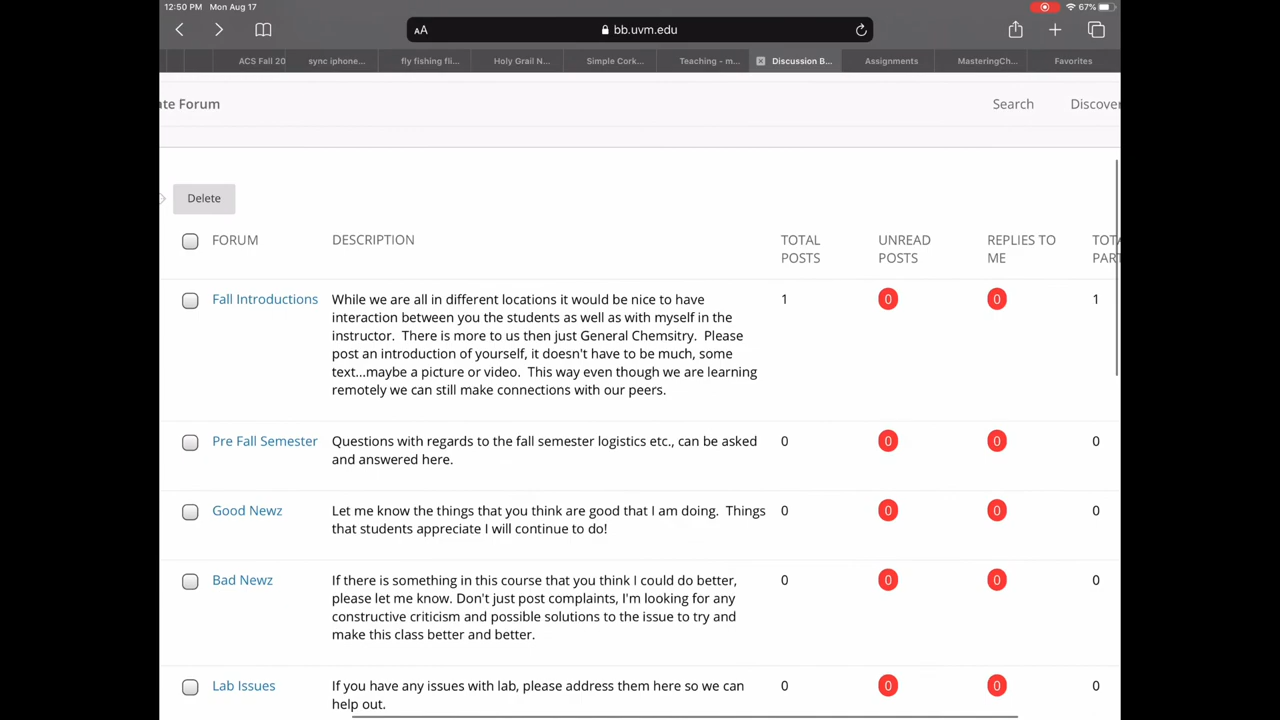 12:50 PM Mon Aug 17 67%
AA bb.uvm.edu
ACS Fall 20 sync iphone... fly fishing fli... Holy Grail N... Simple Cork... Teaching – m... Discussion B... Assignments MasteringCh... Favorites
ate Forum Search Discover
Delete
FORUM DESCRIPTION TOTAL POSTS UNREAD POSTS REPLIES TO ME TOT PAR
Fall Introductions While we are all in different locations it would be nice to have 1 0 0 1
interaction between you the students as well as with myself in the
instructor. There is more to us then just General Chemsitry. Please
post an introduction of yourself, it doesn't have to be much, some
text...maybe a picture or video. This way even though we are learning
remotely we can still make connections with our peers.
Pre Fall Semester Questions with regards to the fall semester logistics etc., can be asked 0 0 0 0
and answered here.
Good Newz Let me know the things that you think are good that I am doing. Things 0 0 0 0
that students appreciate I will continue to do!
Bad Newz If there is something in this course that you think I could do better, 0 0 0 0
please let me know. Don't just post complaints, I'm looking for any
constructive criticism and possible solutions to the issue to try and
make this class better and better.
Lab Issues If you have any issues with lab, please address them here so we can 0 0 0 0
help out.